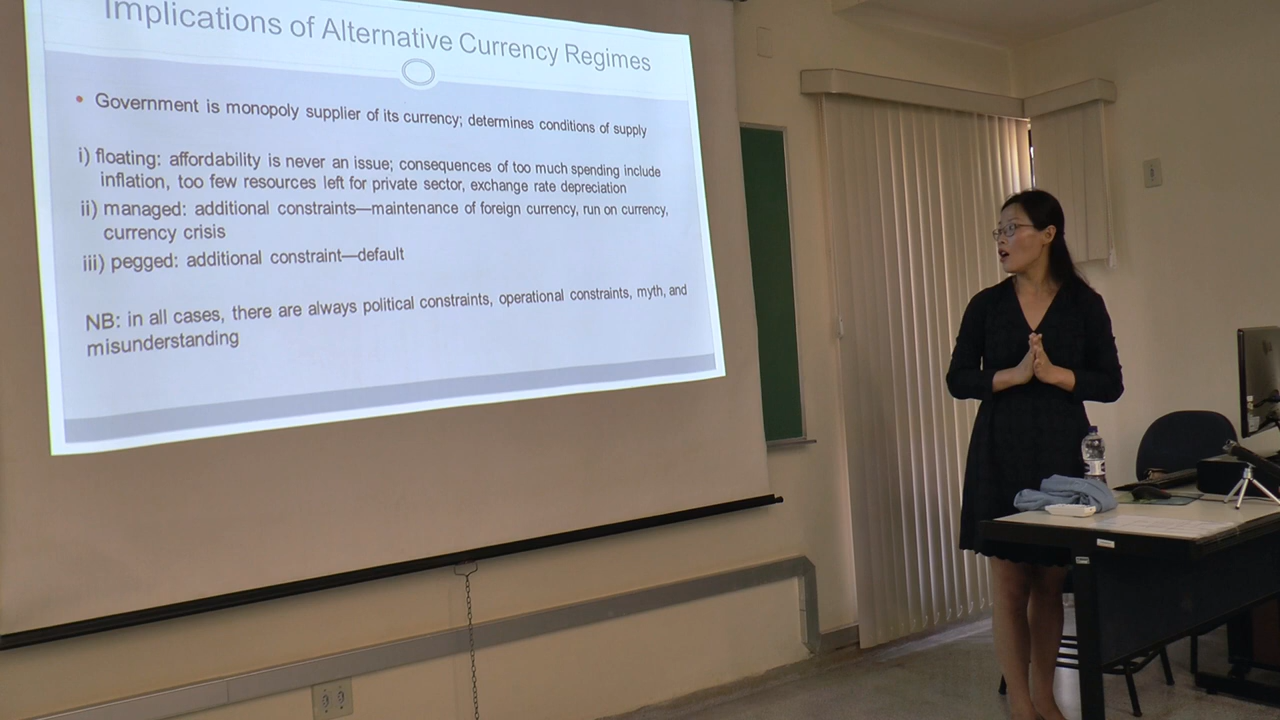 Implications of Alternative Currency Regimes
• Government is monopoly supplier of its currency; determines conditions of supply
i) floating: affordability is never an issue; consequences of too much spending include
inflation, too few resources left for private sector, exchange rate depreciation
ii) managed: additional constraints—maintenance of foreign currency, run on currency,
currency crisis
iii) pegged: additional constraint—default
NB: in all cases, there are always political constraints, operational constraints, myth, and
misunderstanding